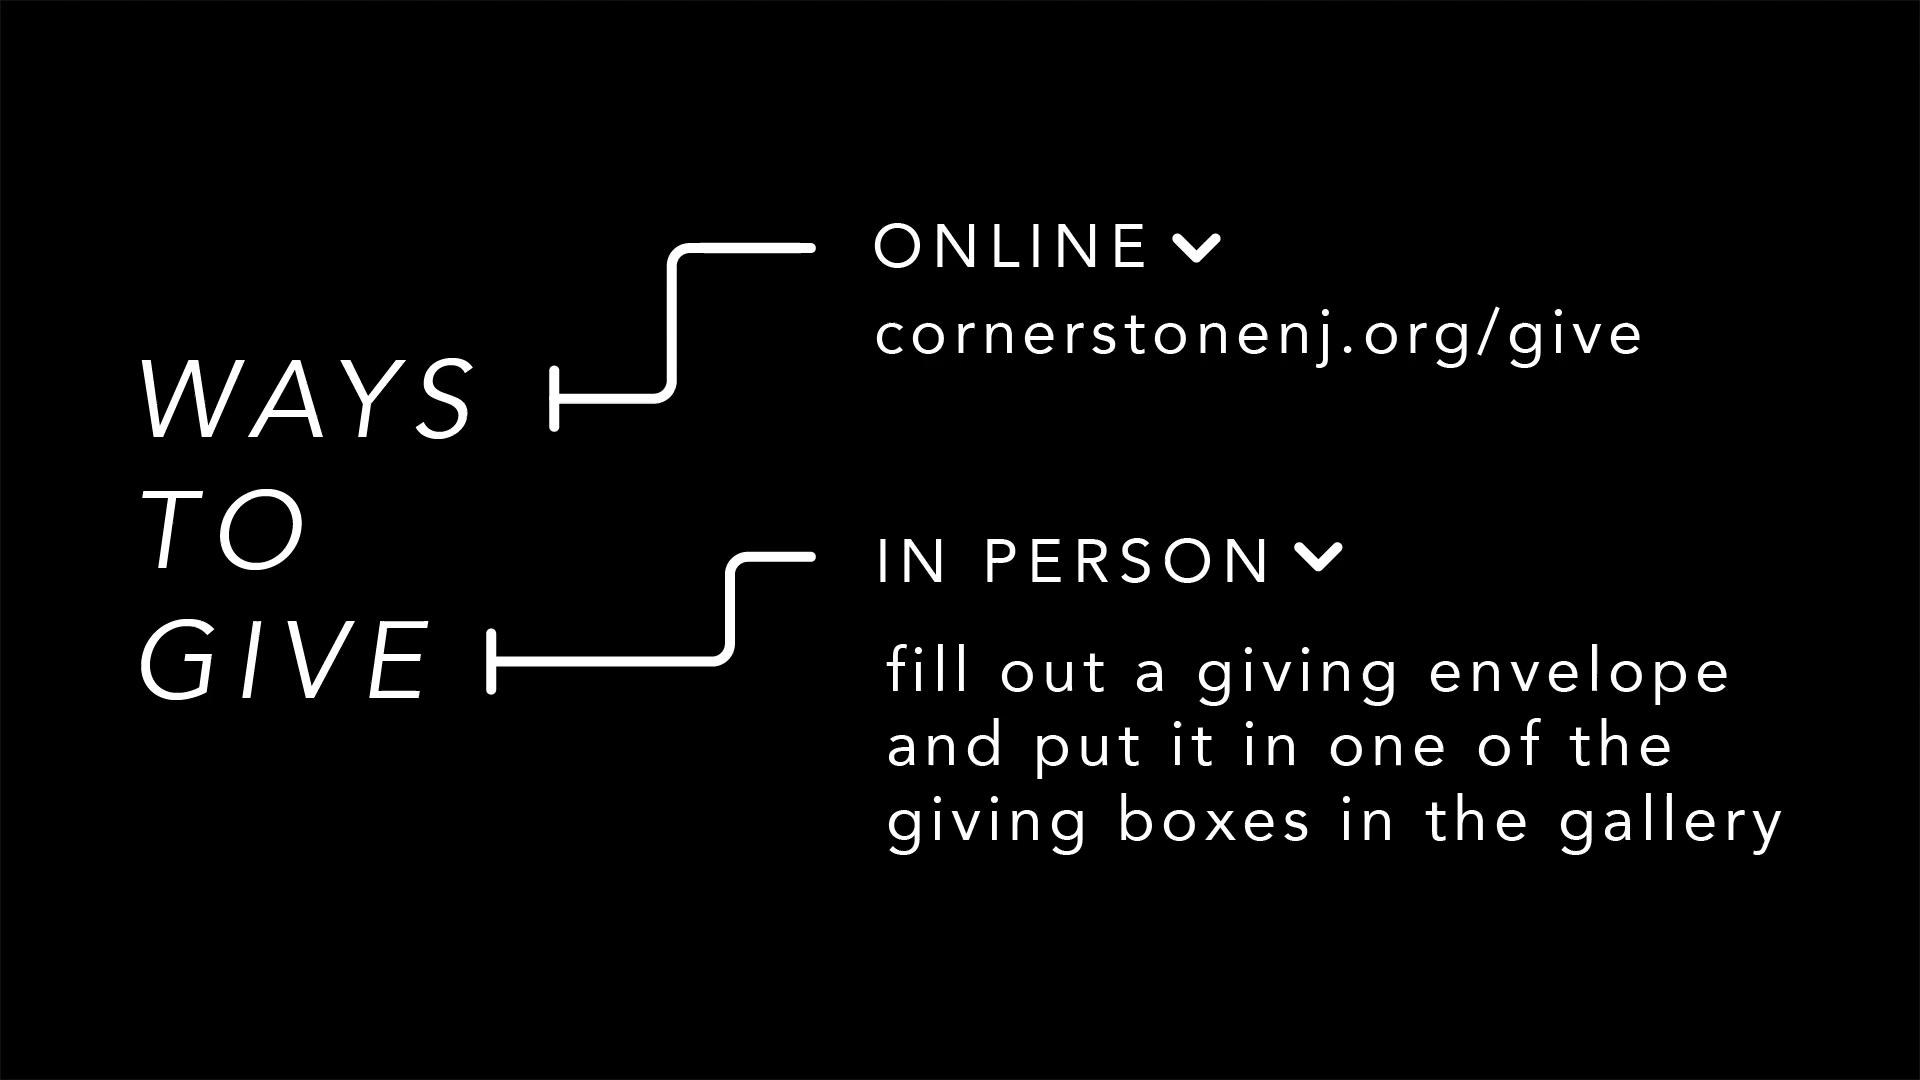 WAYS
TO
GIVE
ONLINE
cornerstonenj.org/give
IN PERSON
fill out a giving envelope
and put it in one of the
giving boxes in the gallery